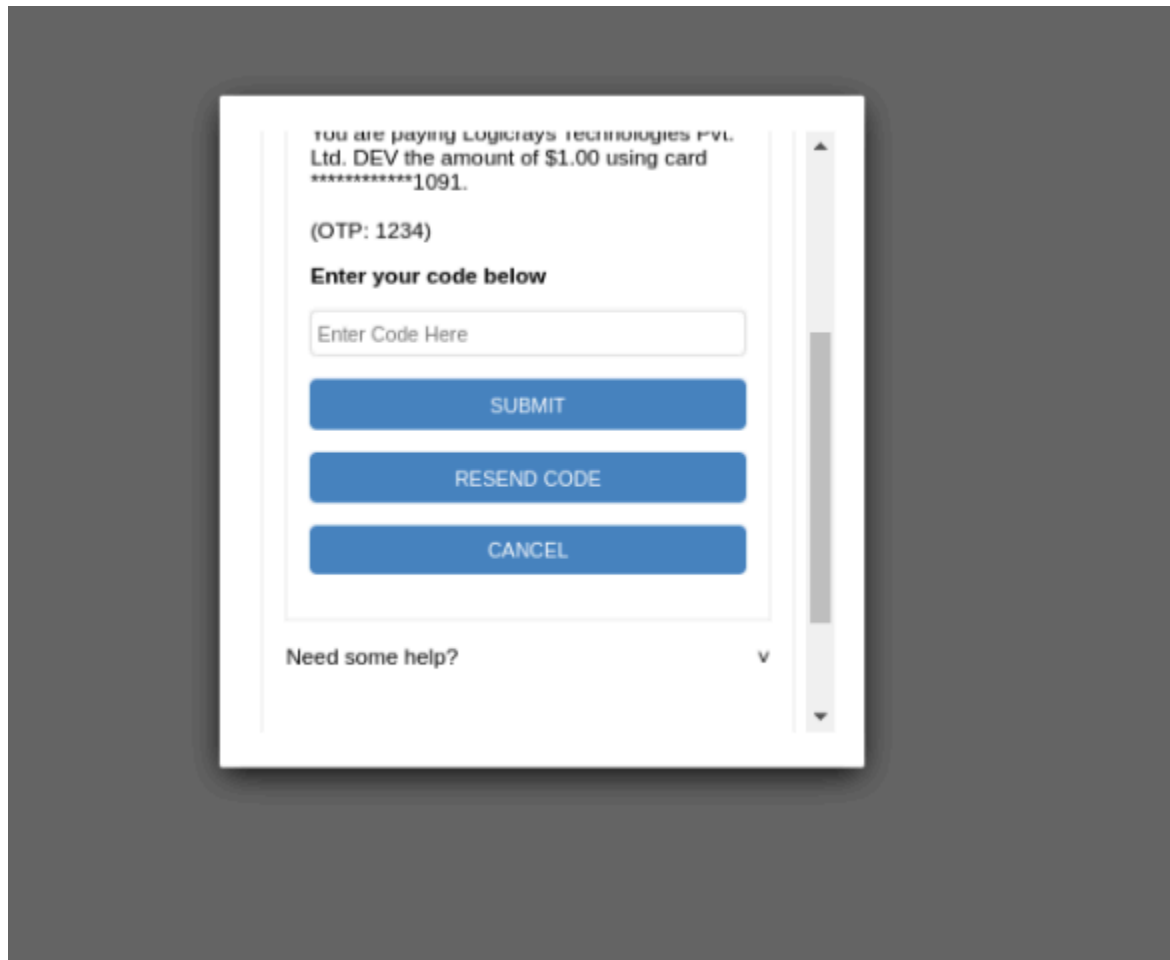 You are paying Logicrays Technologies Pvt.
Ltd. DEV the amount of $1.00 using card
************1091.
(OTP: 1234)
Enter your code below
Enter Code Here
SUBMIT
RESEND CODE
CANCEL
Need some help? v